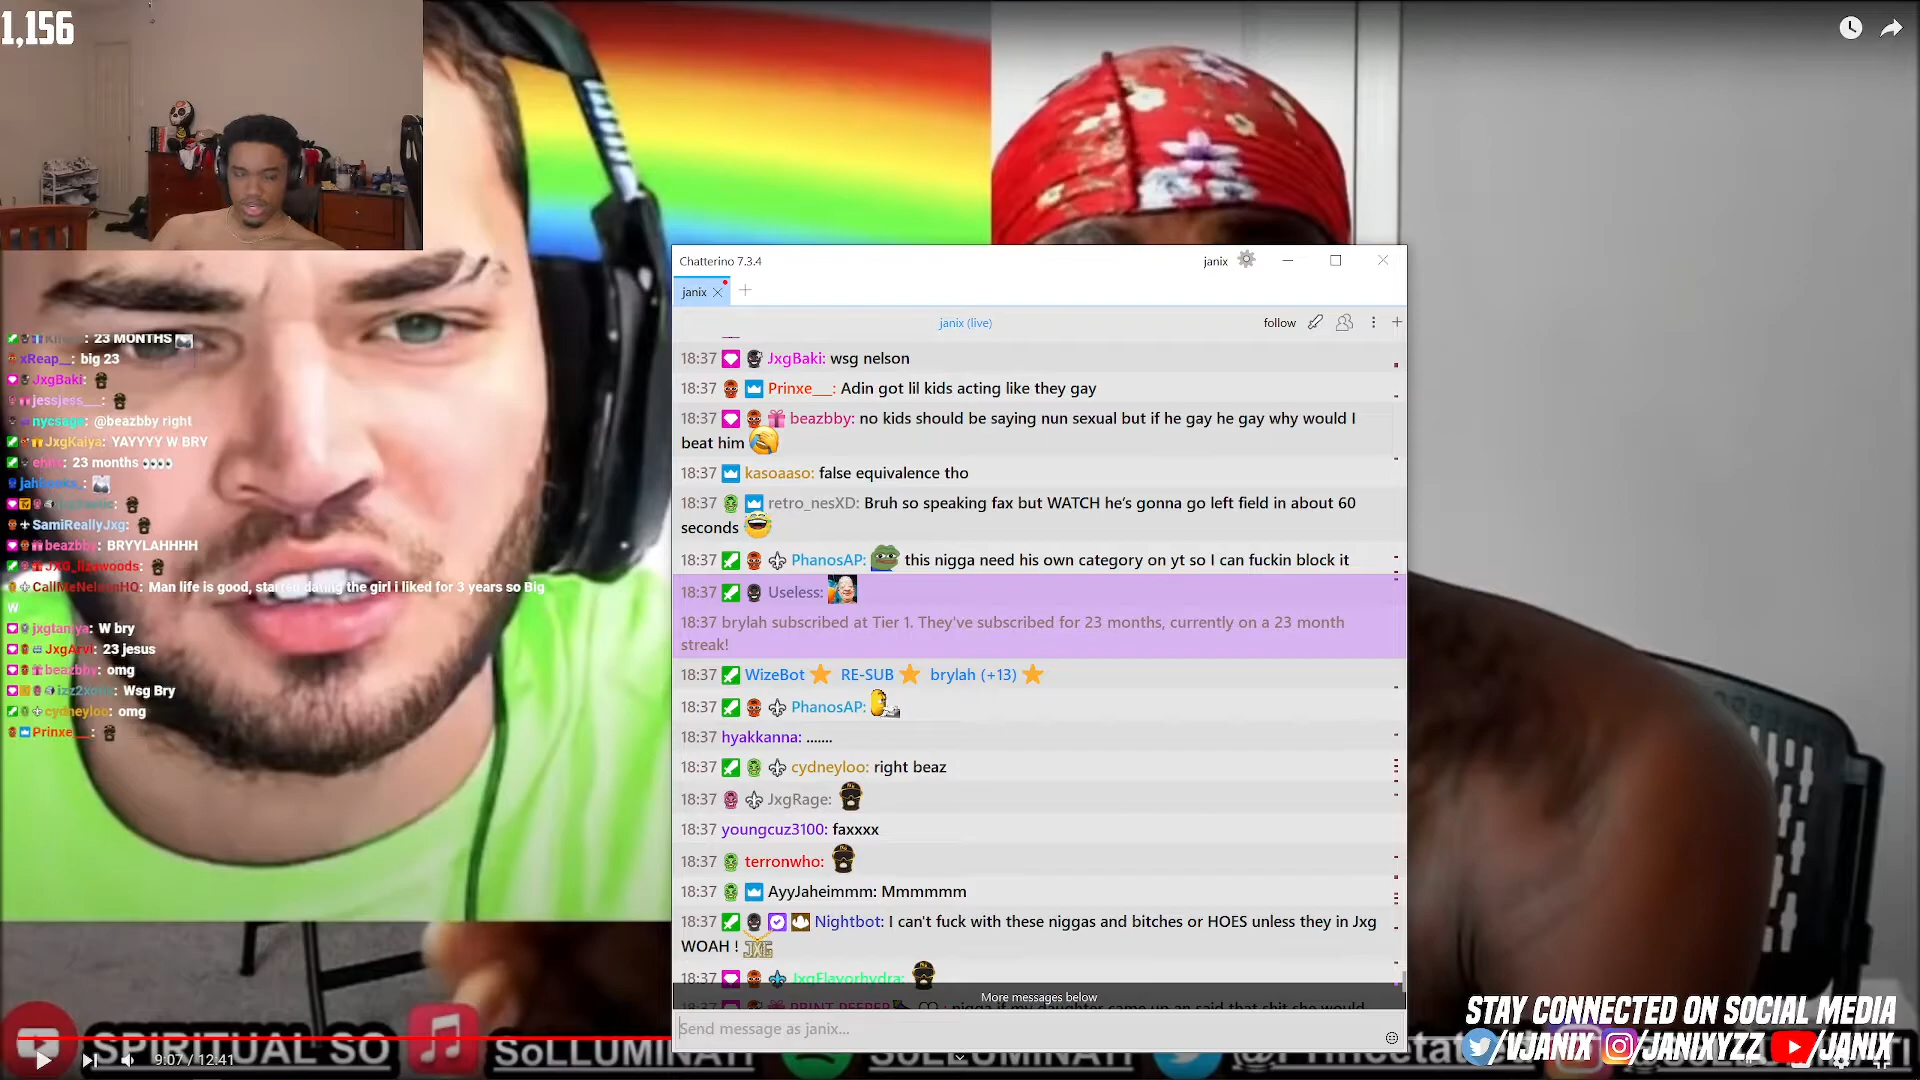 1,156
23 MONTHS
xReap__: big 23
JxgBaki:
jessjess___:
nycsage: @beazbby right
JxgKaiya: YAYYYY W BRY
23 months
SamiReallyJxg:
beazbby: BRYYLAHHHH
JXG_lizawoods:
CallMeNelsonHQ: Man life is good, started dating the girl i liked for 3 years so Big
W
jxgtamya: W bry
JxgArvi: 23 jesus
beazbby: omg
Wsg Bry
cydneyloo: omg
Prinxe___:
Chatterino 7.3.4
janix
janix
janix (live)
follow
18:37 JxgBaki: wsg nelson
18:37 Prinxe___: Adin got lil kids acting like they gay
18:37 beazbby: no kids should be saying nun sexual but if he gay he gay why would I
beat him
18:37 kasoaaso: false equivalence tho
18:37 retro_nesXD: Bruh so speaking fax but WATCH he's gonna go left field in about 60
seconds
18:37 PhanosAP: this nigga need his own category on yt so I can fuckin block it
18:37 Useless:
18:37 brylah subscribed at Tier 1. They've subscribed for 23 months, currently on a 23 month
streak!
18:37 WizeBot RE-SUB brylah (+13)
18:37 PhanosAP:
18:37 hyakkanna: .......
18:37 cydneyloo: right beaz
18:37 JxgRage:
18:37 youngcuz3100: faxxxx
18:37 terronwho:
18:37 AyyJaheimmm: Mmmmmm
18:37 Nightbot: I can't fuck with these niggas and bitches or HOES unless they in Jxg
WOAH !
18:37 JxgFlavorhydra:
More messages below
Send message as janix...
STAY CONNECTED ON SOCIAL MEDIA
/VJANIX /JANIXYZZ /JANIX
SPIRITUAL SO
SoLLUMINATI
9:07 / 12:41